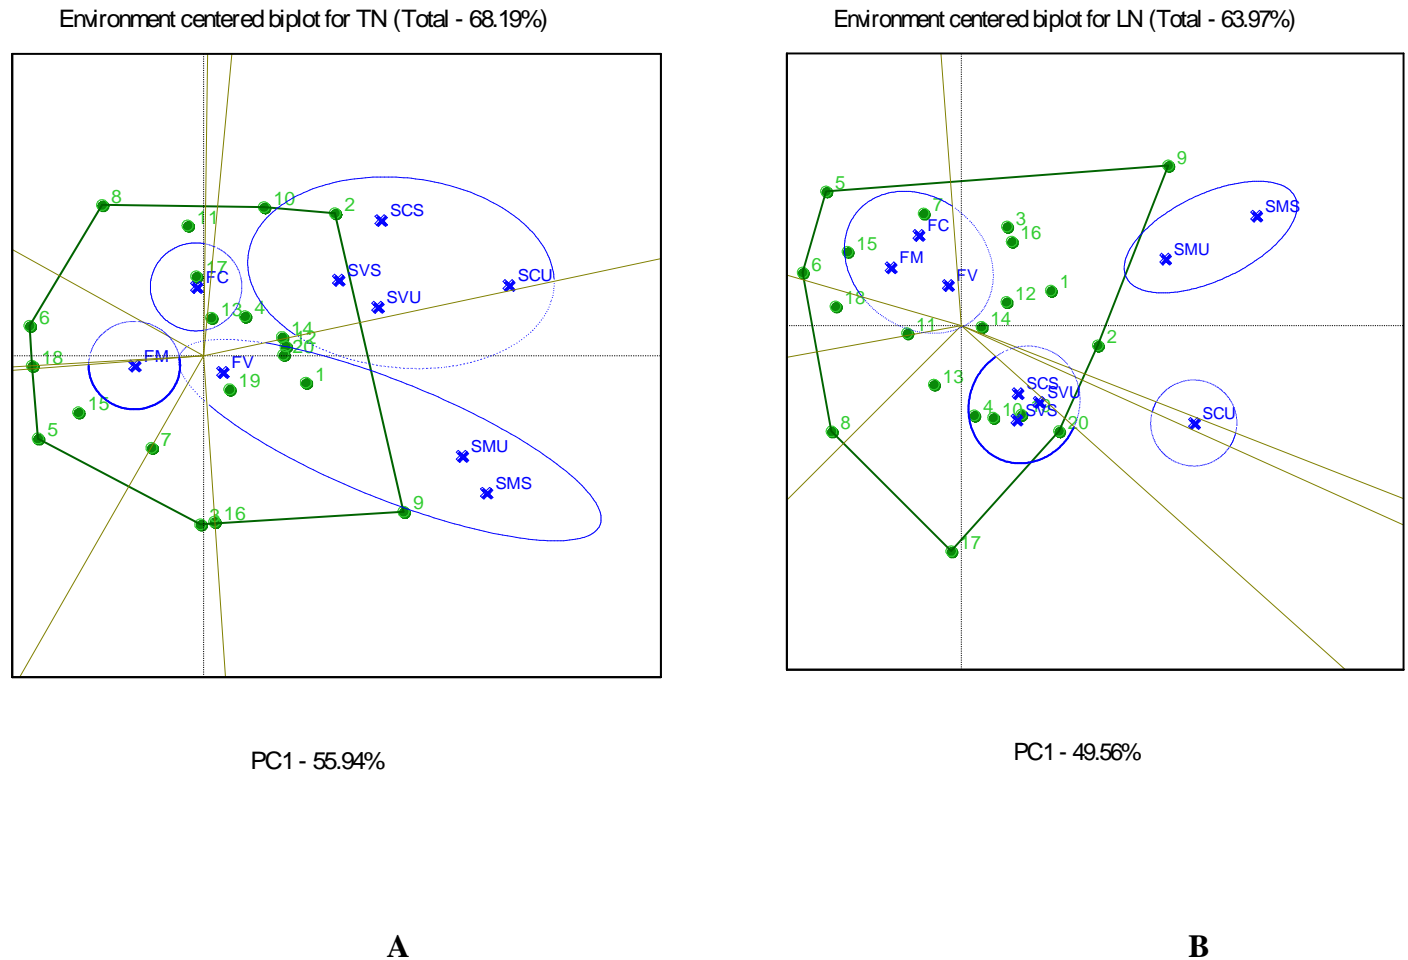 Environment centered biplot for TN (Total - 68.19%)
8
10
2
11
SCS
17
FC
SVS
SCU
SVU
13
4
6
14
12
20
18
FM
FV
19
1
15
5
7
SMU
SMS
9
3
16
PC1 - 55.94%
A
Environment centered biplot for LN (Total - 63.97%)
9
5
7
SMS
FC
3
16
15
SMU
FM
6
FV
1
18
12
11
14
2
13
SCS
SVU
4
10
SVS
SCU
8
20
17
PC1 - 49.56%
B